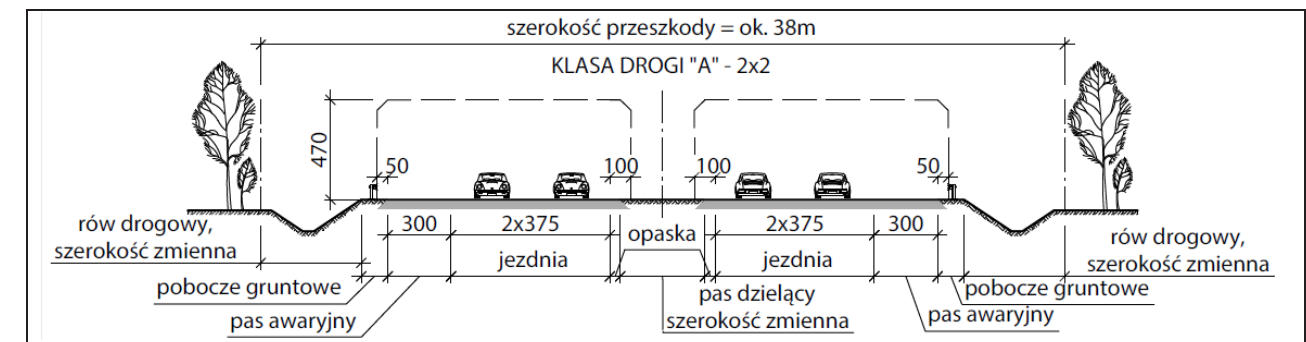 szerokość przeszkody = ok. 38m
KLASA DROGI "A" - 2x2
470
50
100
100
50
300
2x375
opaska
2x375
300
rów drogowy,
szerokość zmienna
jezdnia
jezdnia
rów drogowy,
szerokość zmienna
pobocze gruntowe
pas dzielący
szerokość zmienna
pobocze gruntowe
pas awaryjny
pas awaryjny